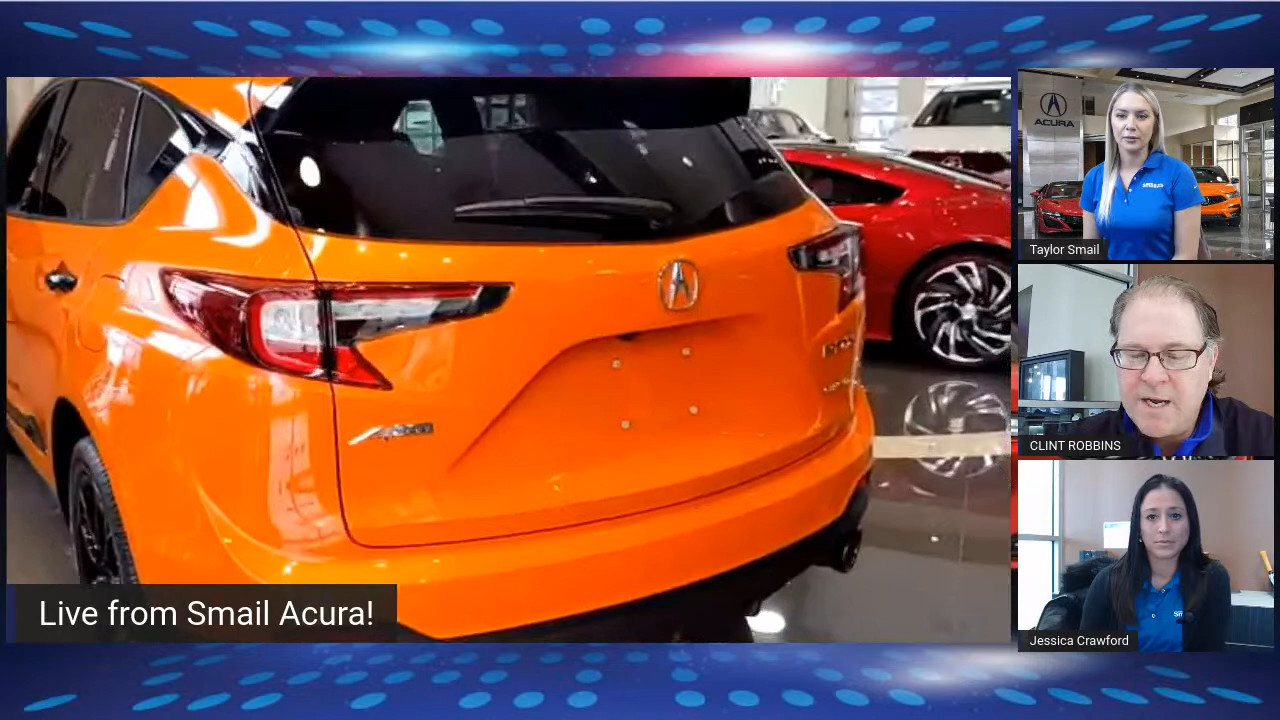 Live from Smail Acura!
ACURA
Taylor Smail
CLINT ROBBINS
Jessica Crawford